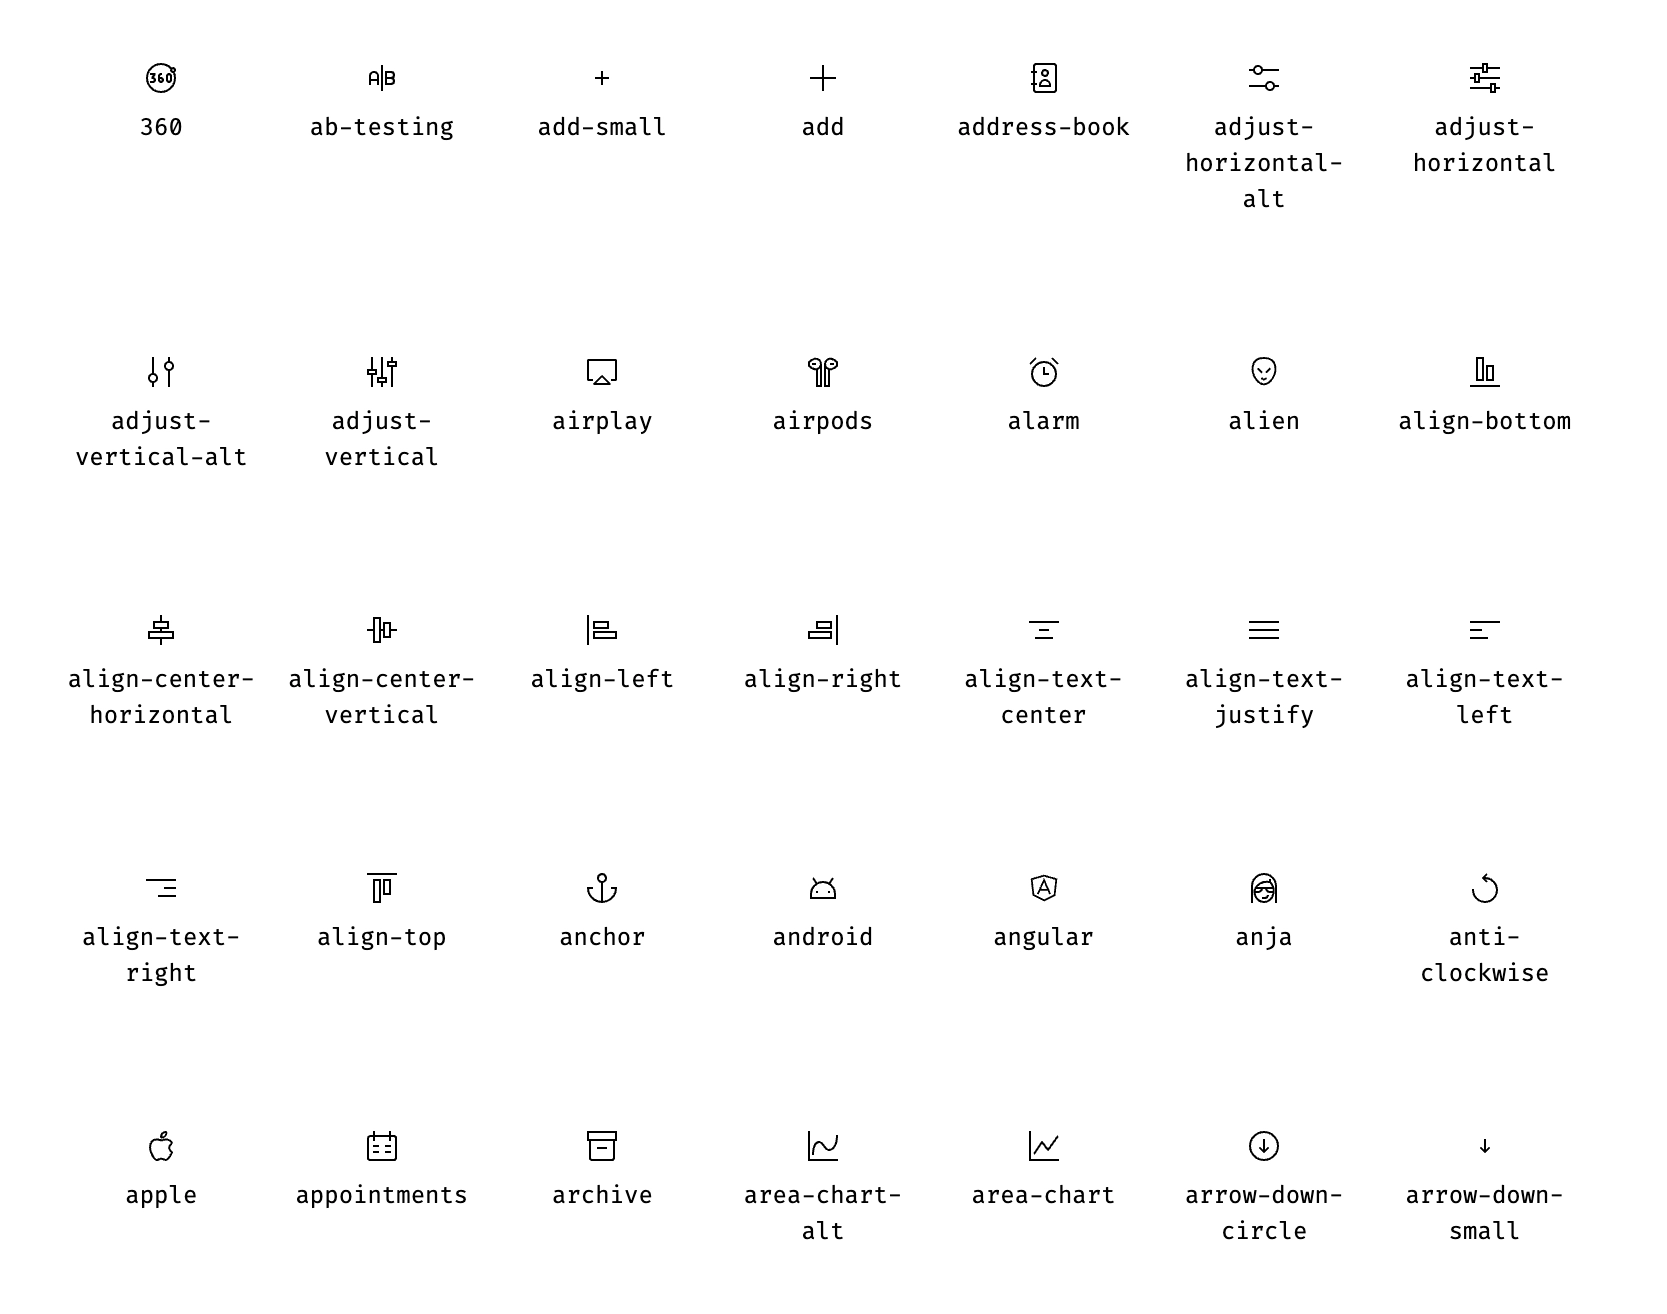 360
A|B
360
ab-testing
add-small
add
address-book
adjust-
horizontal-
alt
adjust-
horizontal
adjust-
vertical-alt
adjust-
vertical
airplay
airpods
alarm
alien
align-bottom
align-center-
horizontal
align-center-
vertical
align-left
align-right
align-text-
center
align-text-
justify
align-text-
left
align-text-
right
align-top
anchor
android
A
angular
anja
anti-
clockwise
apple
appointments
archive
area-chart-
alt
area-chart
arrow-down-
circle
arrow-down-
small